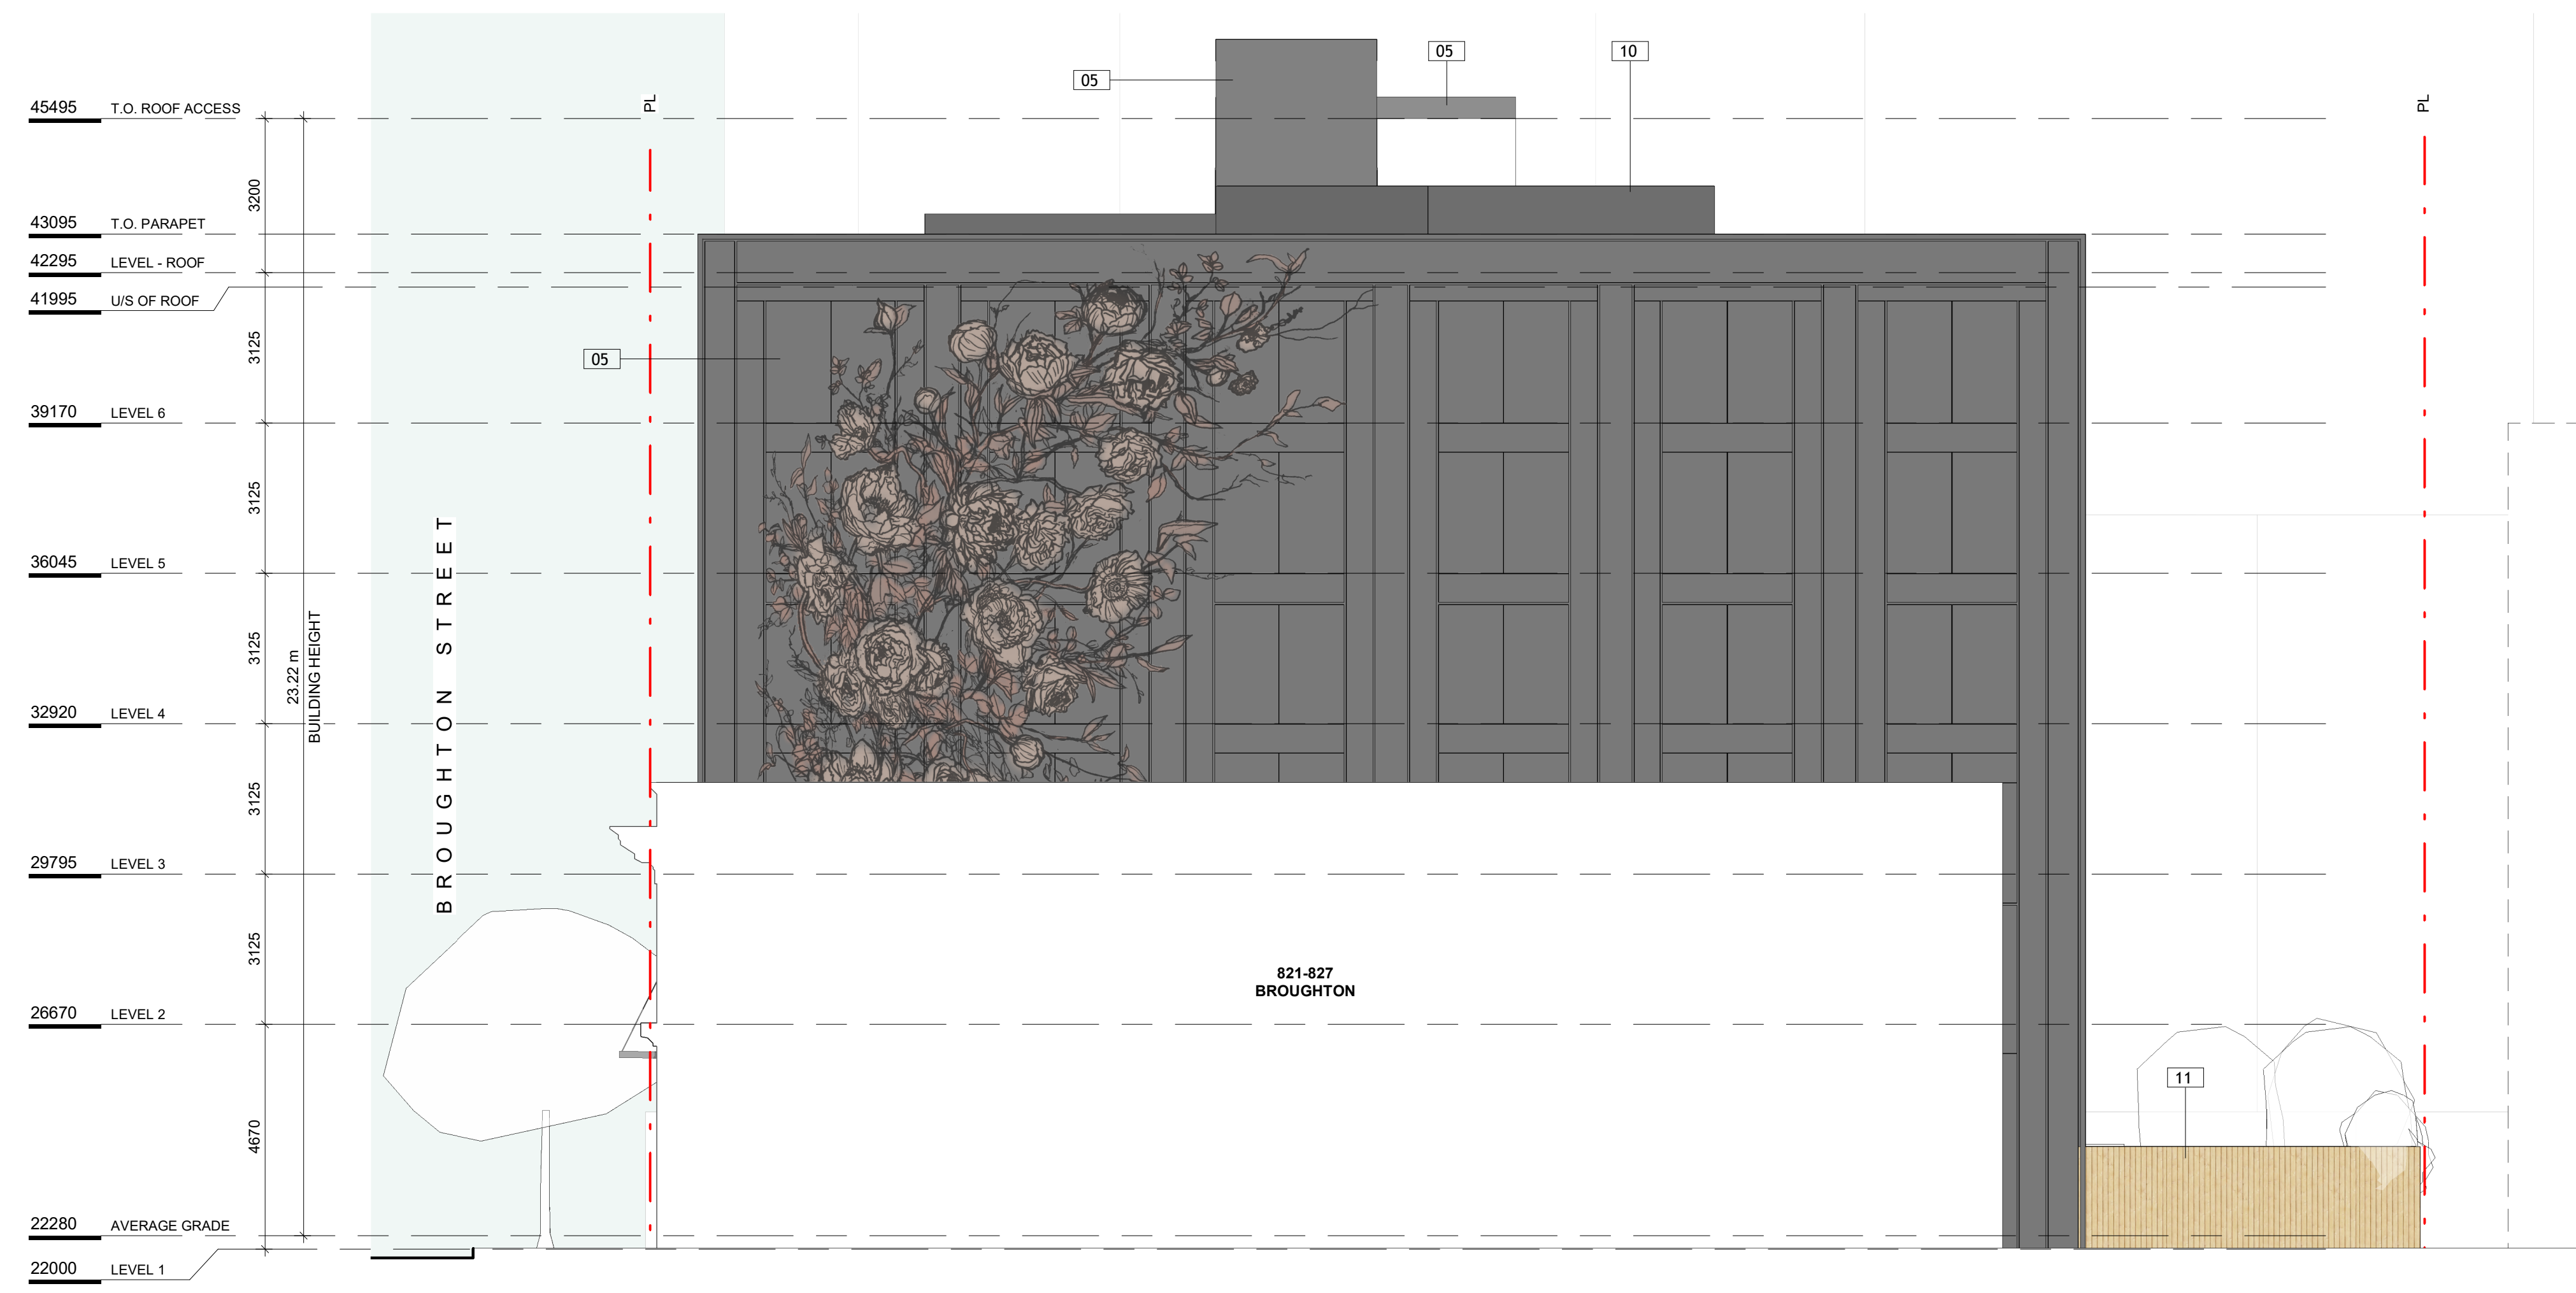 05
05
10
45495 T.O. ROOF ACCESS
PL
PL
3200
43095 T.O. PARAPET
42295 LEVEL - ROOF
41995 U/S OF ROOF
3125
05
39170 LEVEL 6
3125
36045 LEVEL 5
3125
23.22 m
BUILDING HEIGHT
BROUGHTON STREET
32920 LEVEL 4
3125
29795 LEVEL 3
3125
821-827
BROUGHTON
26670 LEVEL 2
11
4670
22280 AVERAGE GRADE
22000 LEVEL 1